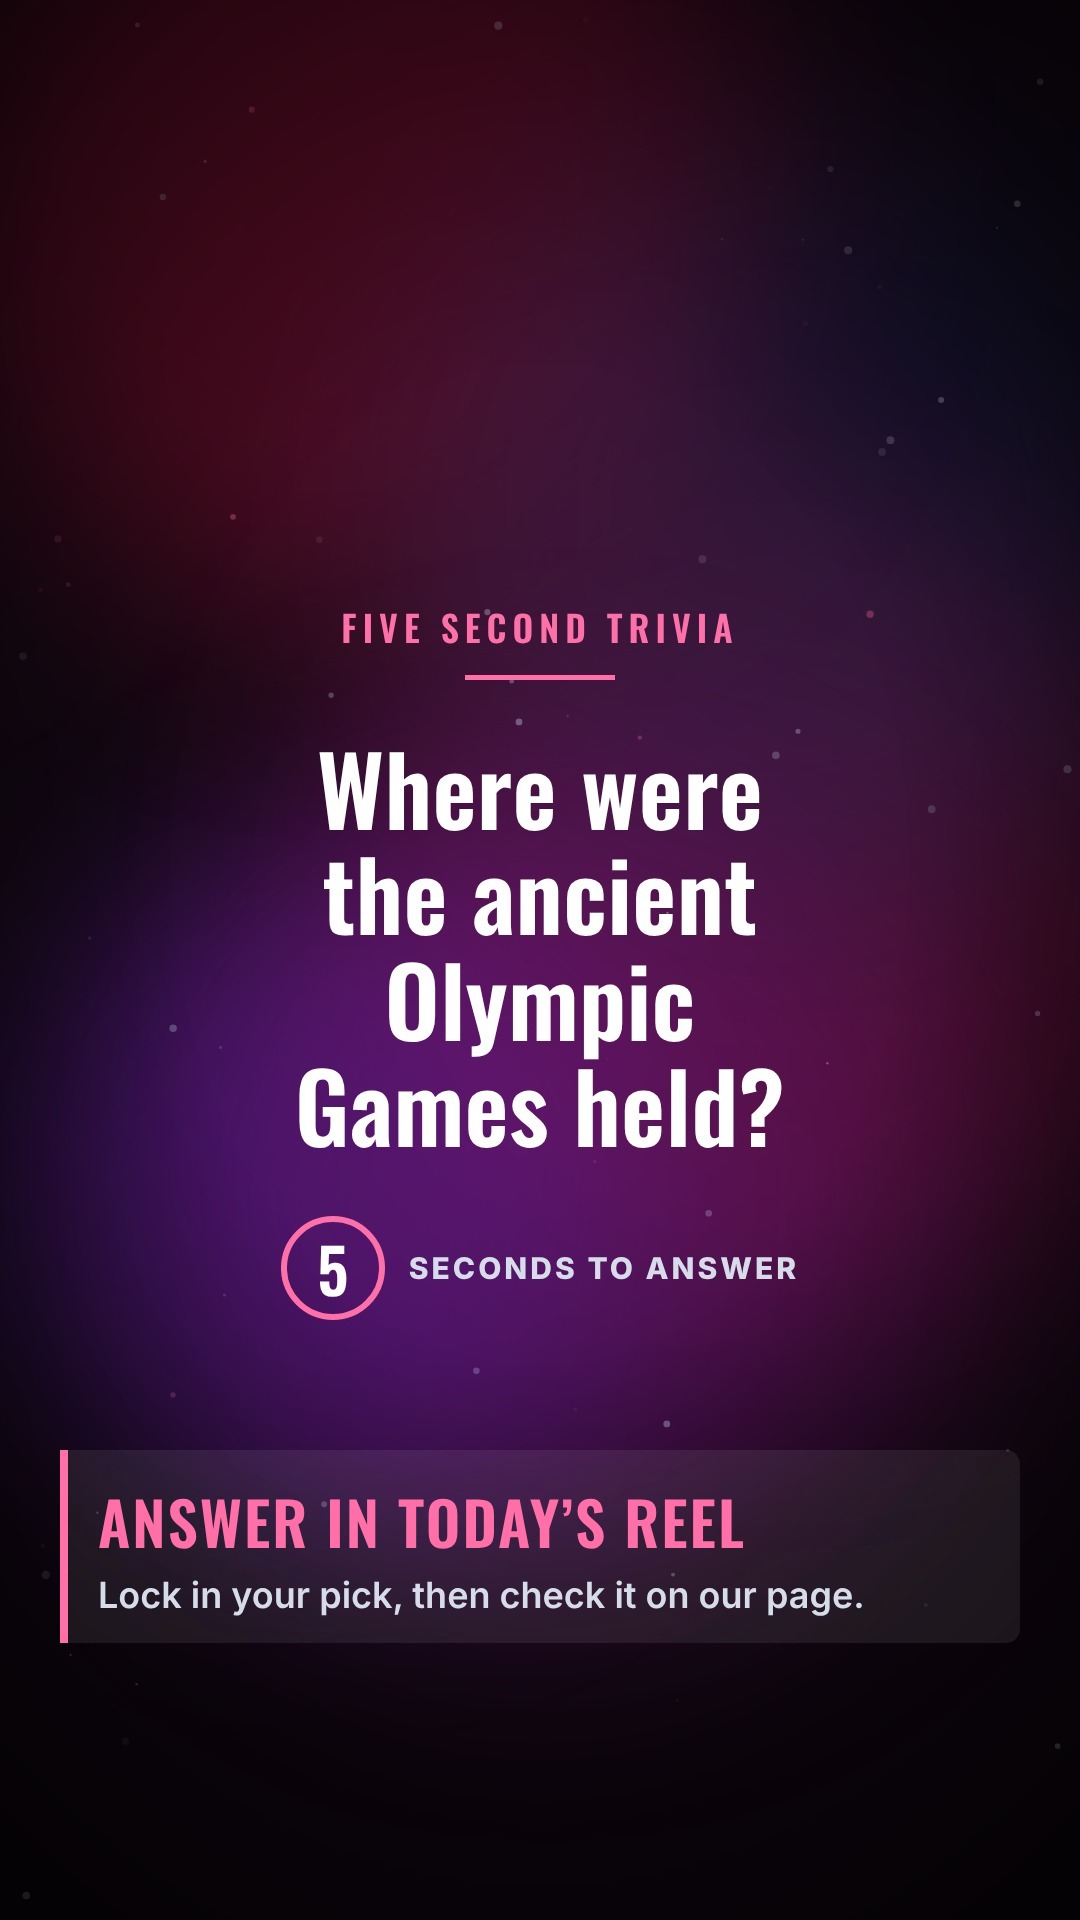 FIVE SECOND TRIVIA
Where were
the ancient
Olympic
Games held?
5 SECONDS TO ANSWER
ANSWER IN TODAY’S REEL
Lock in your pick, then check it on our page.